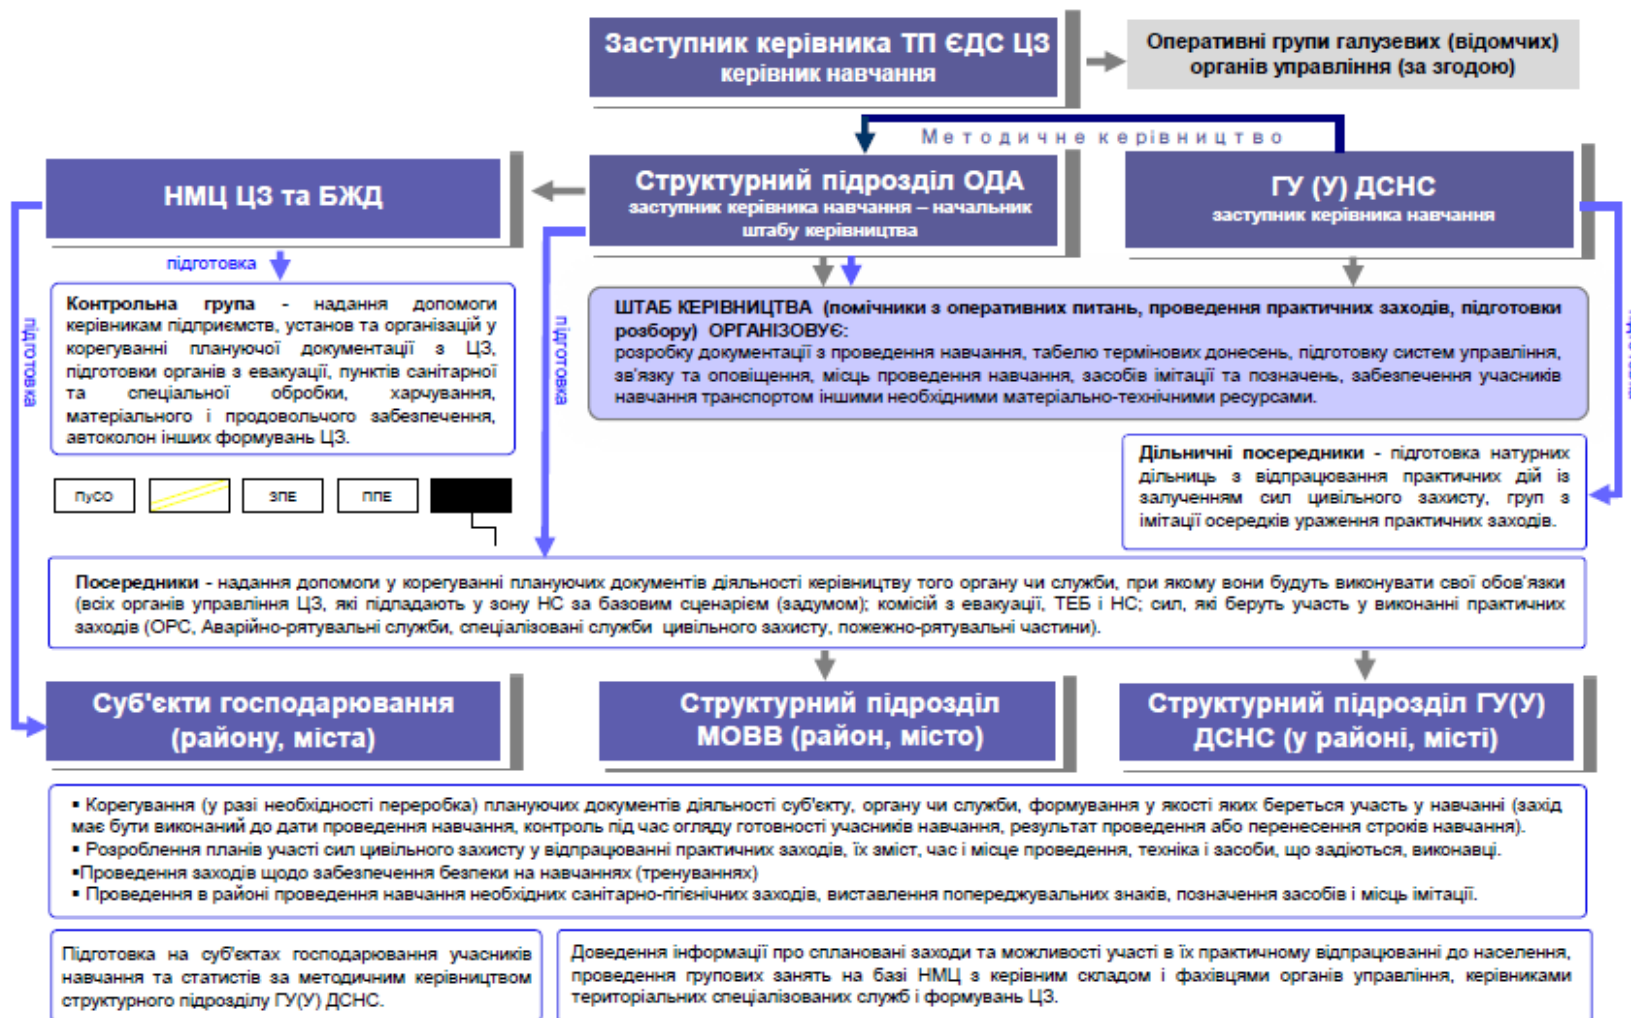 Заступник керівника ТП ЄДС ЦЗ
керівник навчання
Оперативні групи галузевих (відомчих)
органів управління (за згодою)
Методичне керівництво
НМЦ ЦЗ та БЖД
Структурний підрозділ ОДА
заступник керівника навчання – начальник
штабу керівництва
ГУ (У) ДСНС
заступник керівника навчання
підготовка
підготовка
Контрольна група - надання допомоги
керівникам підприємств, установ та організацій у
корегуванні плануючої документації з ЦЗ,
підготовки органів з евакуації, пунктів санітарної
та спеціальної обробки, харчування,
матеріального і продовольчого забезпечення,
автоколон інших формувань ЦЗ.
підготовка
ШТАБ КЕРІВНИЦТВА (помічники з оперативних питань, проведення практичних заходів, підготовки
розбору) ОРГАНІЗОВУЄ:
розробку документації з проведення навчання, табелю термінових донесень, підготовку систем управління,
зв'язку та оповіщення, місць проведення навчання, засобів імітації та позначень, забезпечення учасників
навчання транспортом іншими необхідними матеріально-технічними ресурсами.
Дільничні посередники - підготовка натурних
дільниць з відпрацювання практичних дій із
залученням сил цивільного захисту, груп з
імітації осередків ураження практичних заходів.
ПуСО
ЗПЕ
ППЕ
Посередники - надання допомоги у корегуванні плануючих документів діяльності керівництву того органу чи служби, при якому вони будуть виконувати свої обов'язки
(всіх органів управління ЦЗ, які підпадають у зону НС за базовим сценарієм (задумом); комісій з евакуації, ТЕБ і НС; сил, які беруть участь у виконанні практичних
заходів (ОРС, Аварійно-рятувальні служби, спеціалізовані служби цивільного захисту, пожежно-рятувальні частини).
Суб'єкти господарювання
(району, міста)
Структурний підрозділ
МОВВ (район, місто)
Структурний підрозділ ГУ(У)
ДСНС (у районі, місті)
▪ Корегування (у разі необхідності переробка) плануючих документів діяльності суб'єкту, органу чи служби, формування у якості яких береться участь у навчанні (захід
має бути виконаний до дати проведення навчання, контроль під час огляду готовності учасників навчання, результат проведення або перенесення строків навчання).
▪ Розроблення планів участі сил цивільного захисту у відпрацюванні практичних заходів, їх зміст, час і місце проведення, техніка і засоби, що задіються, виконавці.
▪Проведення заходів щодо забезпечення безпеки на навчаннях (тренуваннях)
▪ Проведення в районі проведення навчання необхідних санітарно-гігієнічних заходів, виставлення попереджувальних знаків, позначення засобів і місць імітації.
Підготовка на суб'єктах господарювання учасників
навчання та статистів за методичним керівництвом
структурного підрозділу ГУ(У) ДСНС.
Доведення інформації про сплановані заходи та можливості участі в їх практичному відпрацюванні до населення,
проведення групових занять на базі НМЦ з керівним складом і фахівцями органів управління, керівниками
територіальних спеціалізованих служб і формувань ЦЗ.